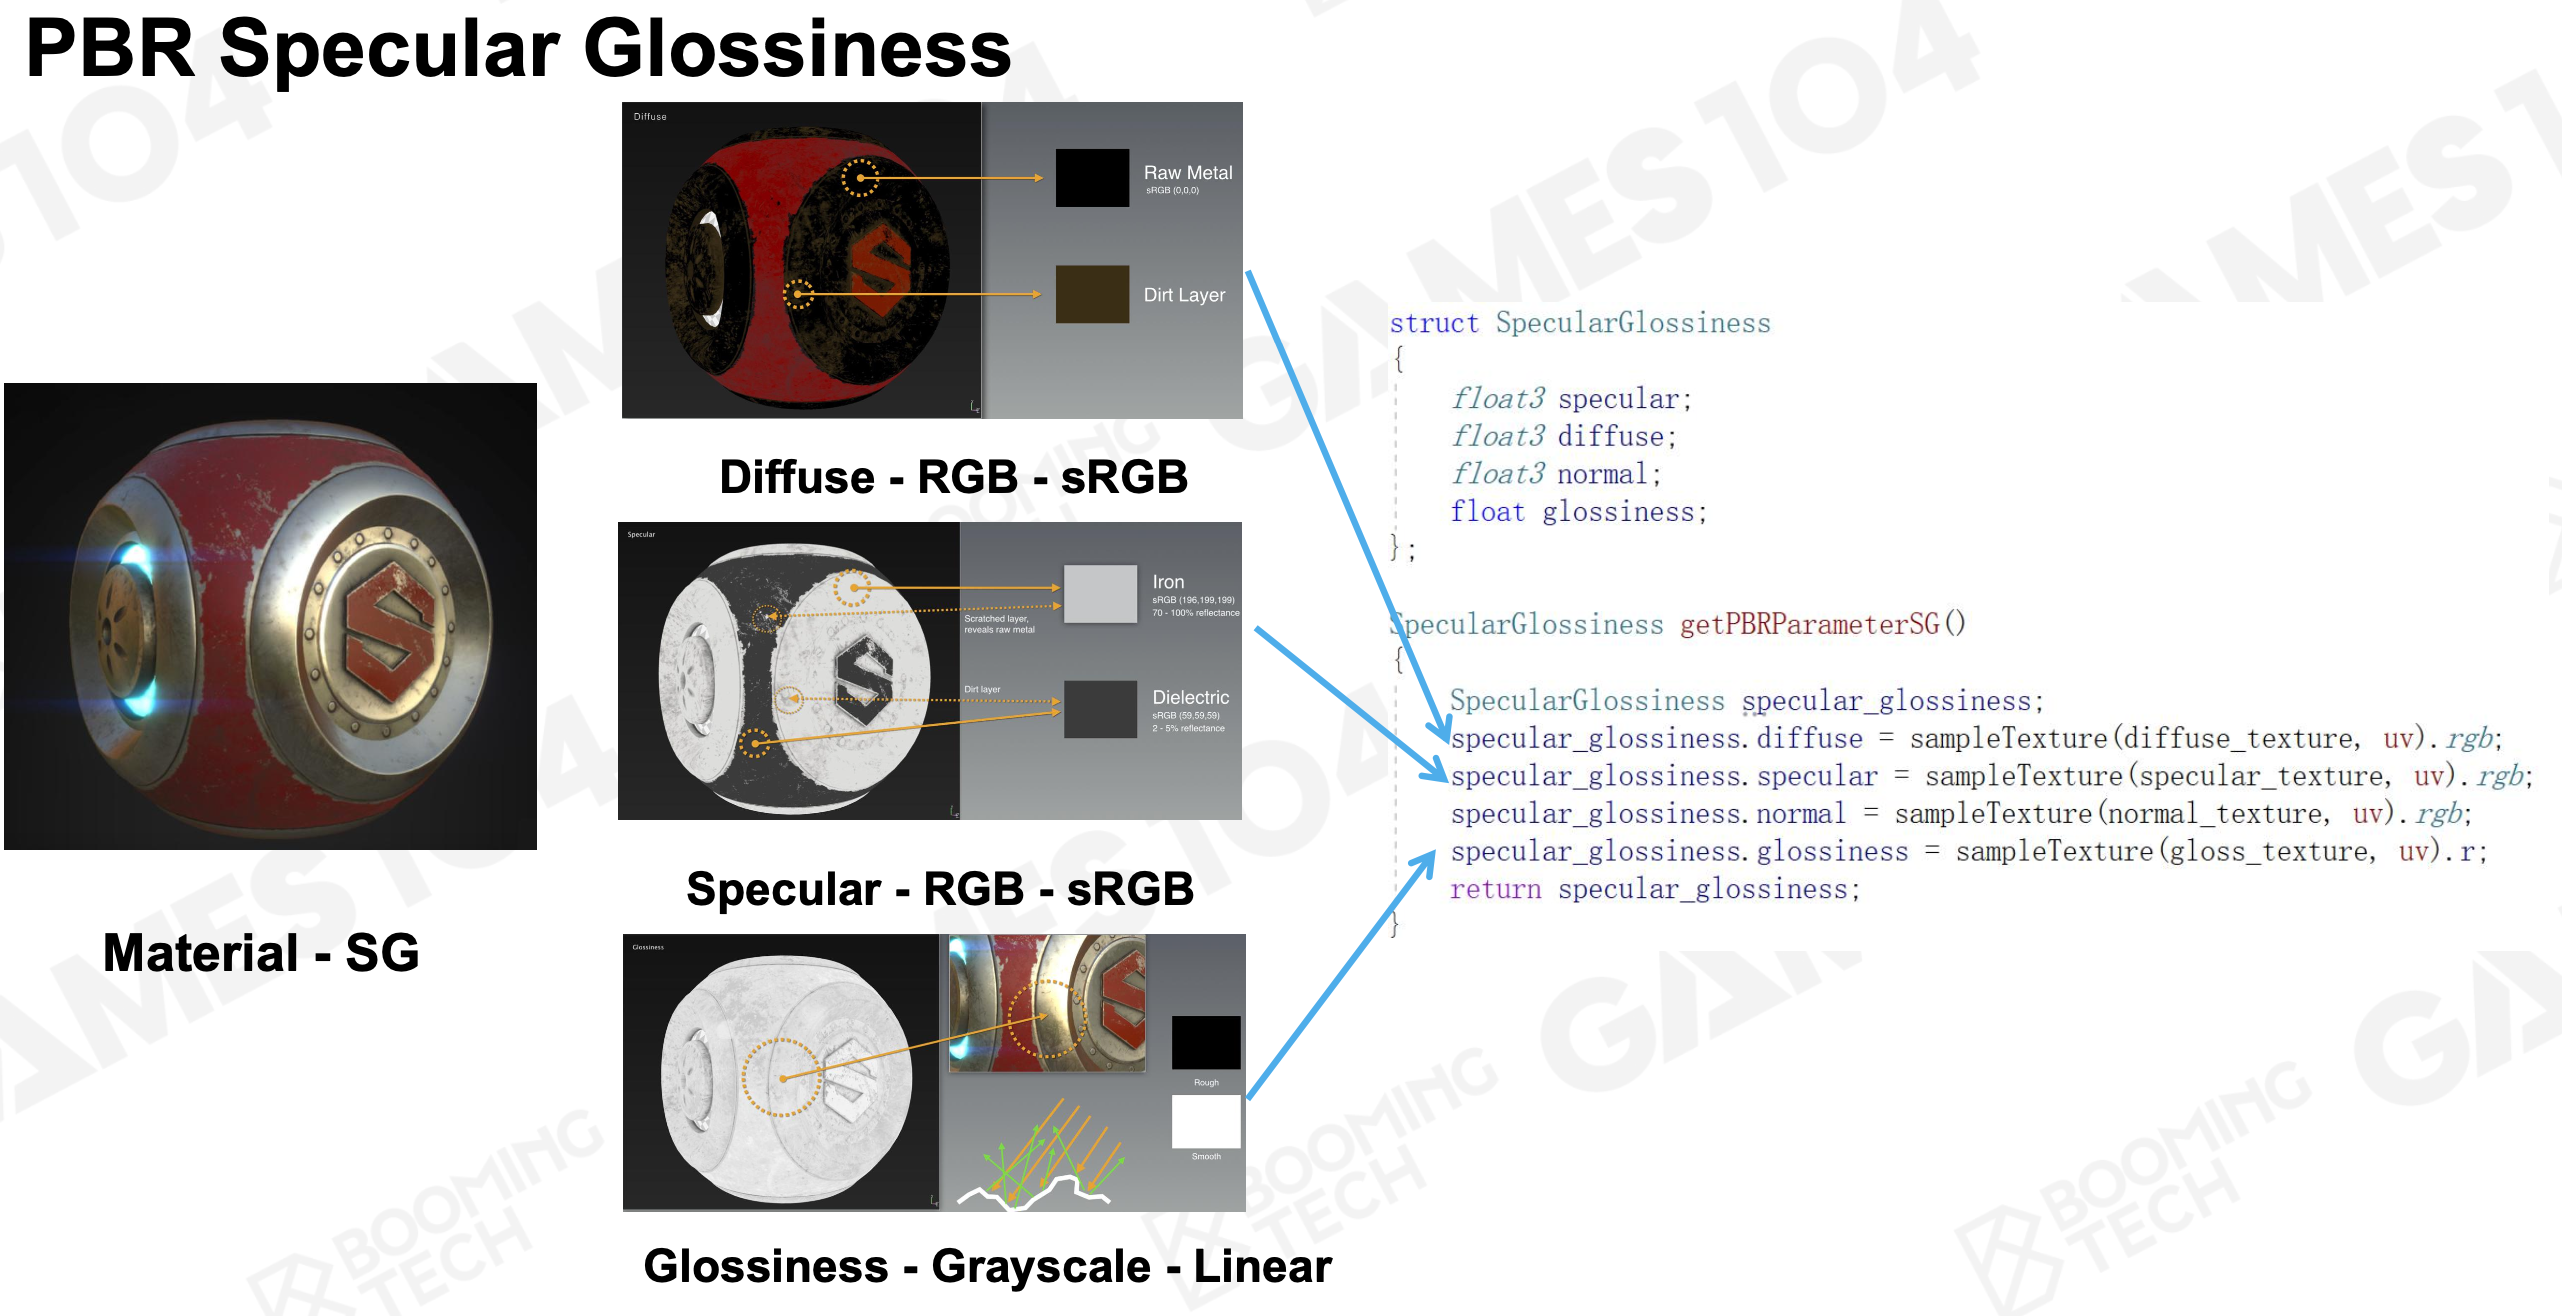 PBR Specular Glossiness
Material - SG
Diffuse
Raw Metal
sRGB (0,0,0)
Dirt Layer
Diffuse - RGB - sRGB
Specular
Iron
sRGB (196,199,199)
70 - 100% reflectance
Scratched layer,
reveals raw metal
Dirt layer
Dielectric
sRGB (59,59,59)
2 - 5% reflectance
Specular - RGB - sRGB
Glossiness
Rough
Smooth
Glossiness - Grayscale - Linear
struct SpecularGlossiness
{
float3 specular;
float3 diffuse;
float3 normal;
float glossiness;
};
SpecularGlossiness getPBRParameterSG()
{
SpecularGlossiness specular_glossiness;
specular_glossiness.diffuse = sampleTexture(diffuse_texture, uv).rgb;
specular_glossiness.specular = sampleTexture(specular_texture, uv).rgb;
specular_glossiness.normal = sampleTexture(normal_texture, uv).rgb;
specular_glossiness.glossiness = sampleTexture(gloss_texture, uv).r;
return specular_glossiness;
}
GAMES104
BOOMING
TECH